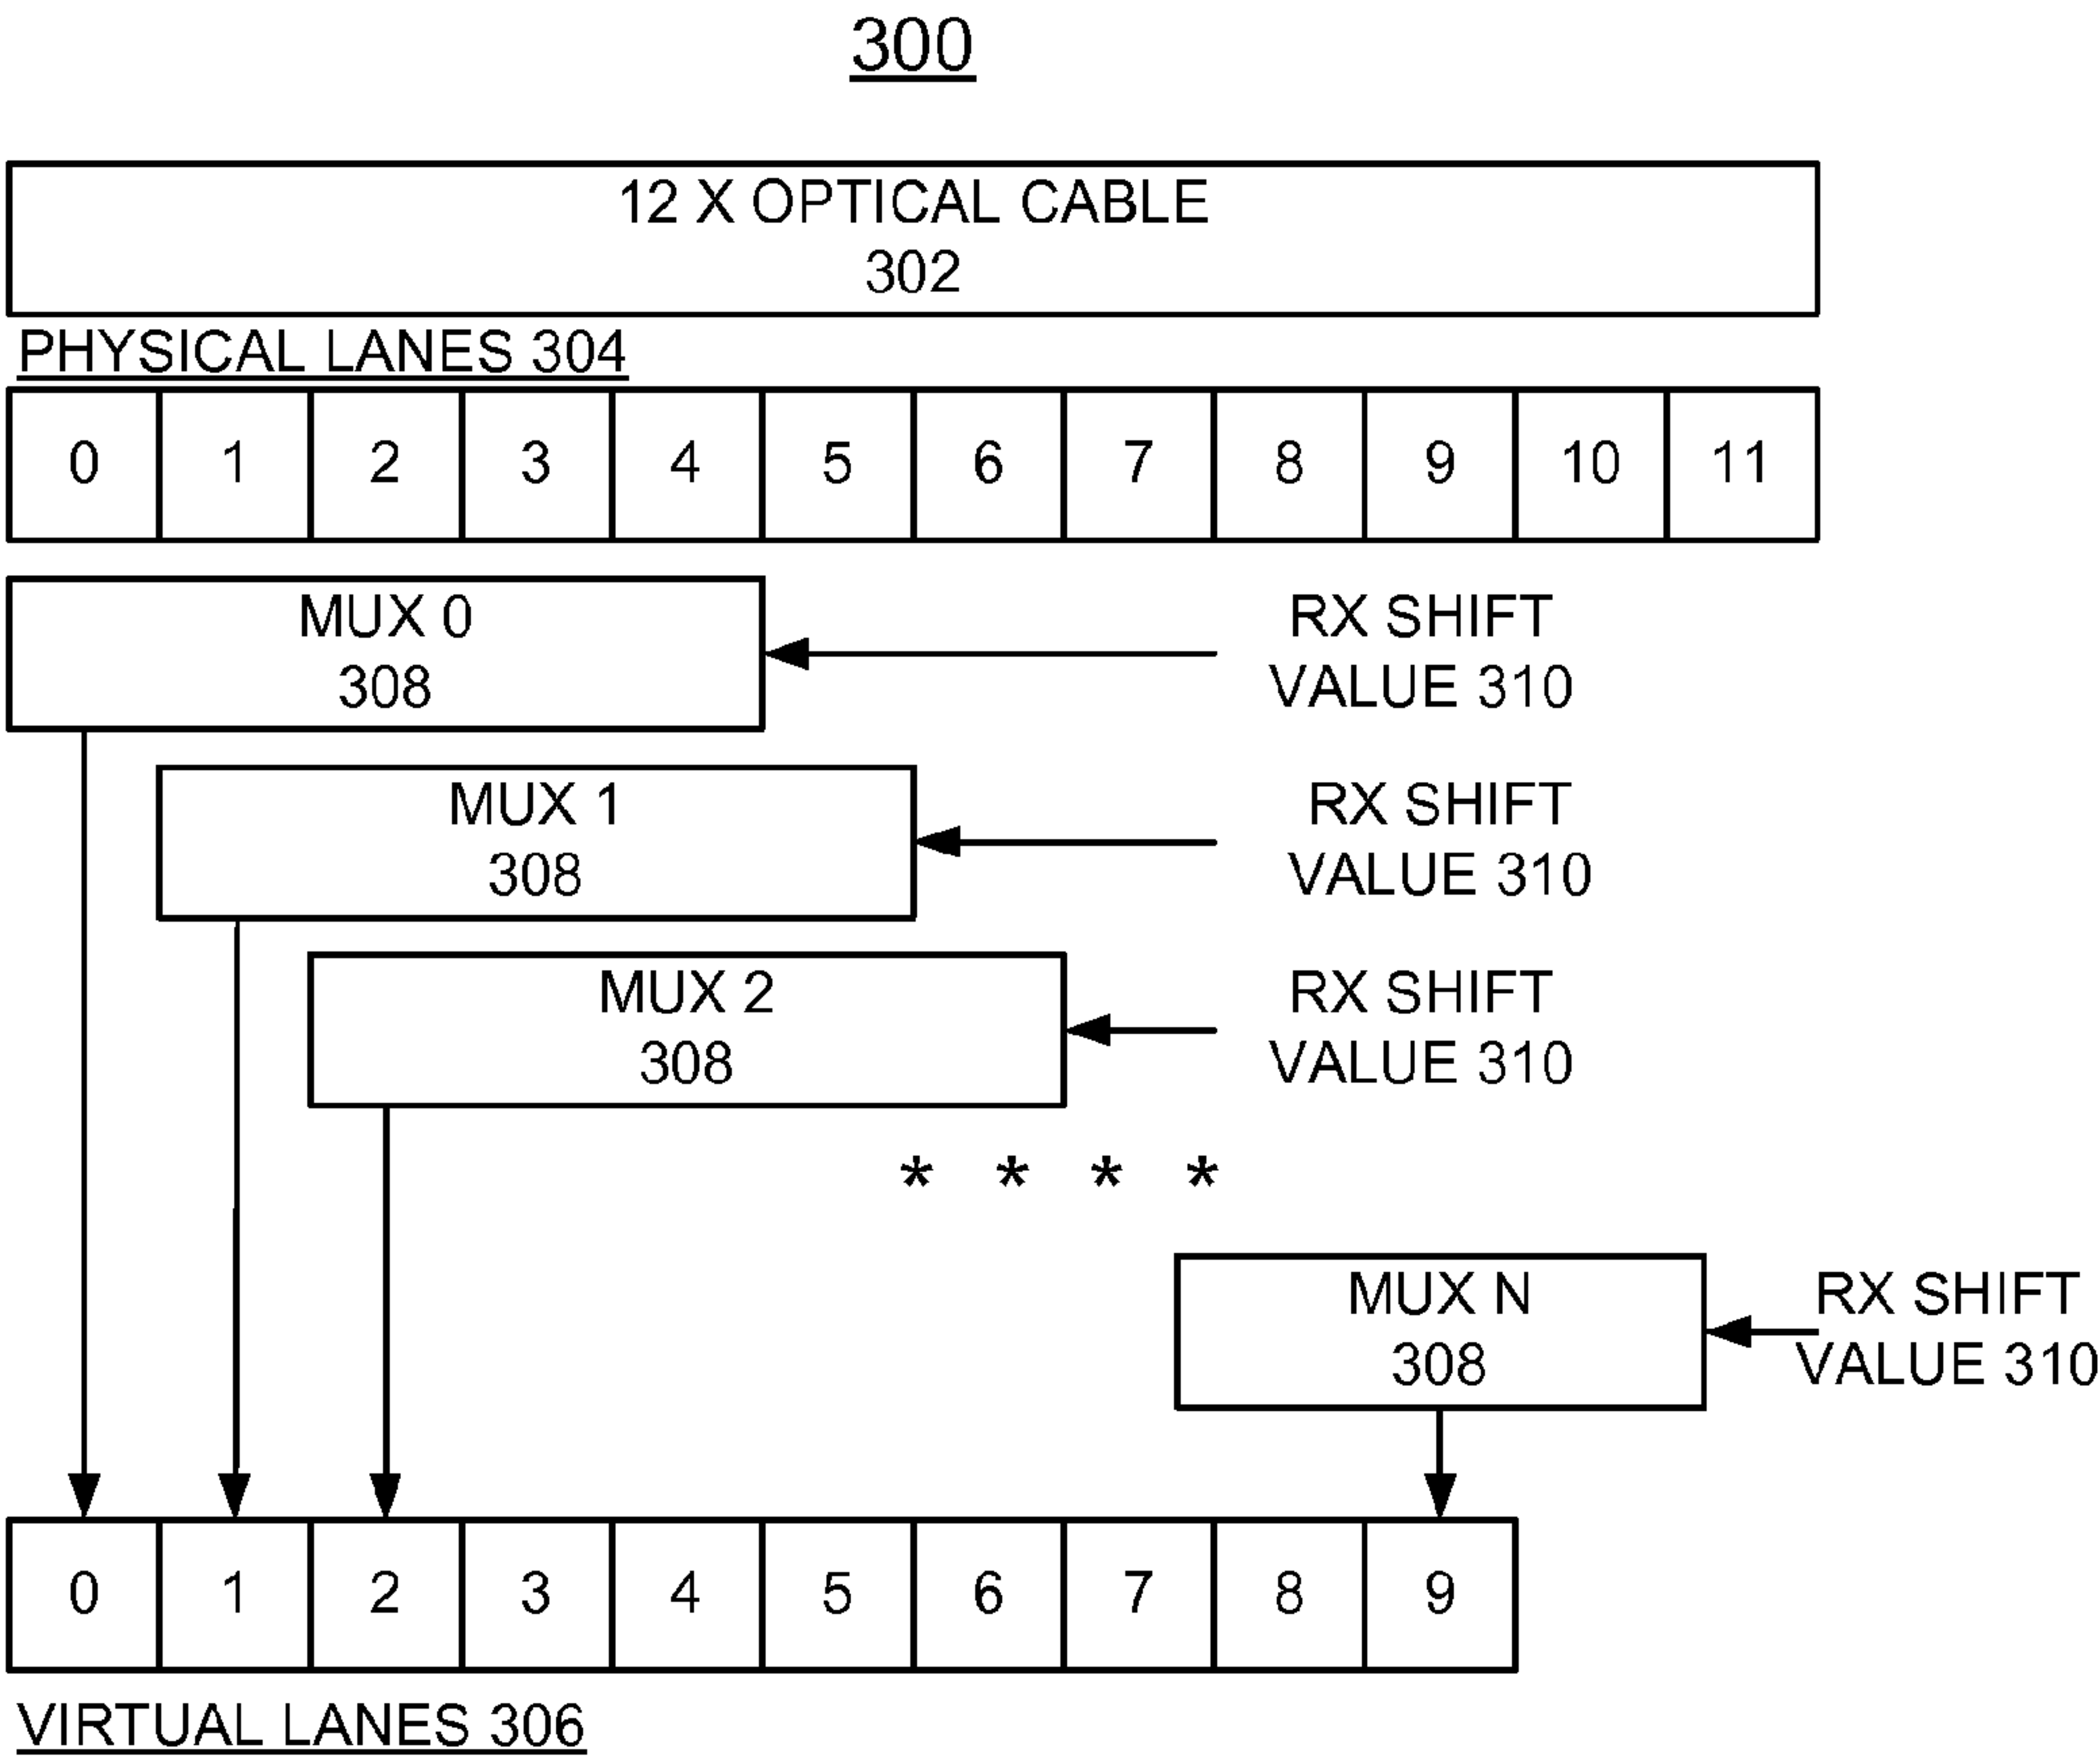 300
12 X OPTICAL CABLE
302
PHYSICAL LANES 304
0 1 2 3 4 5 6 7 8 9 10 11
MUX 0
308
RX SHIFT
VALUE 310
MUX 1
308
RX SHIFT
VALUE 310
MUX 2
308
RX SHIFT
VALUE 310
* * * *
MUX N
308
RX SHIFT
VALUE 310
0 1 2 3 4 5 6 7 8 9
VIRTUAL LANES 306